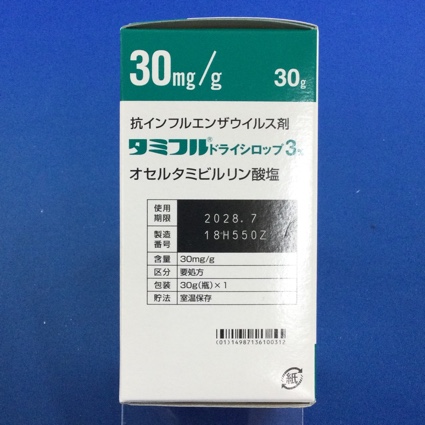 30mg/g 30g
抗インフルエンザウイルス剤
タミフル®ドライシロップ3%
オセルタミビルリン酸塩
使用期限 2028.7
製造番号 18H550Z
含量 30mg/g
区分 要処方
包装 30g(瓶)×1
貯法 室温保存
(01)14987136100312
紙